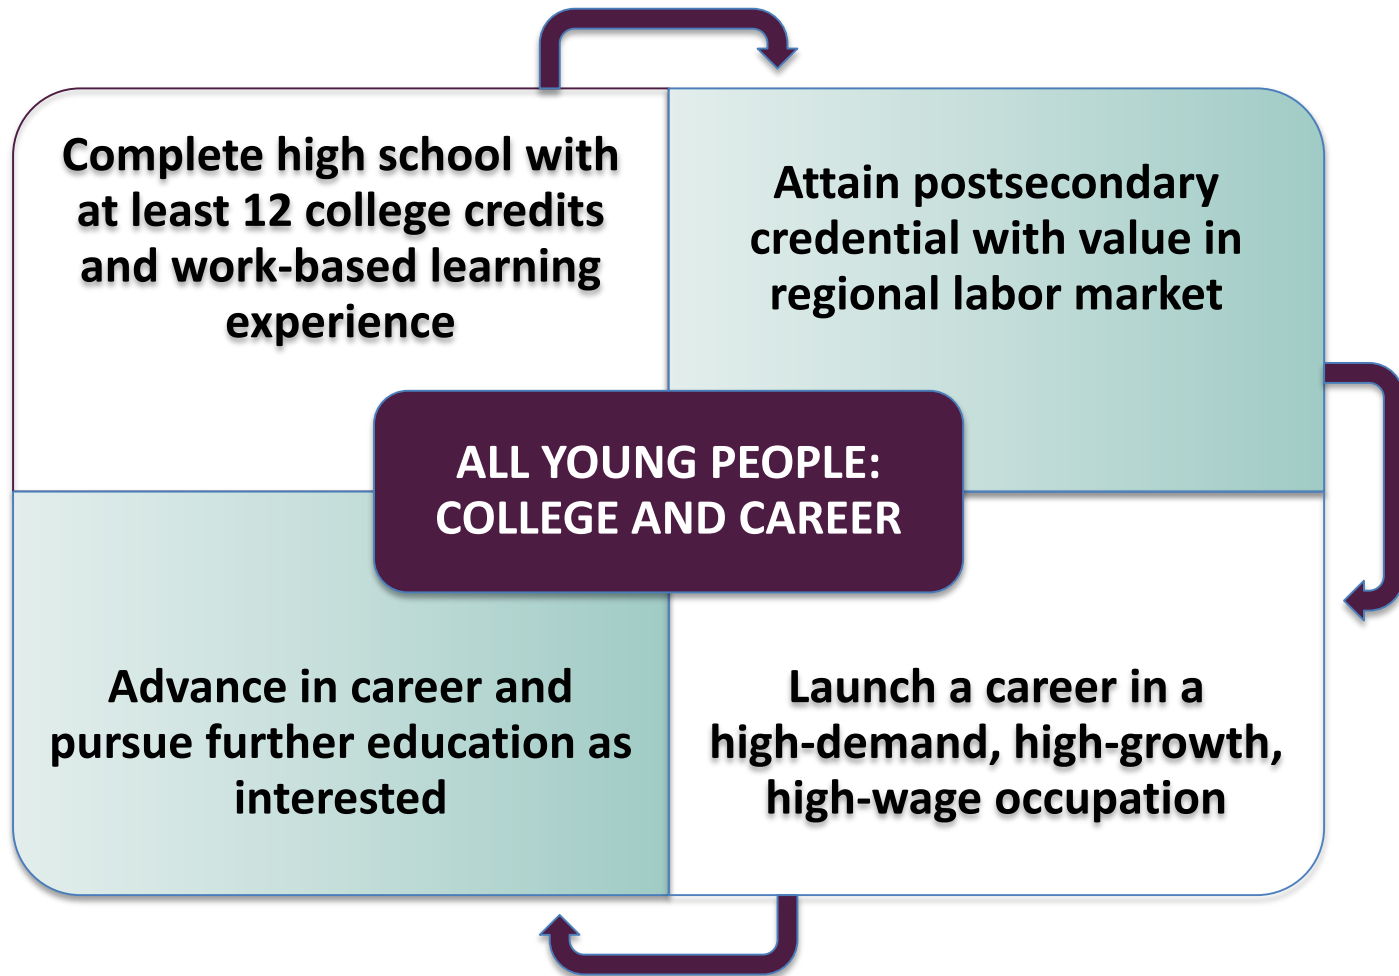 Complete high school with
at least 12 college credits
and work-based learning
experience
Attain postsecondary
credential with value in
regional labor market
ALL YOUNG PEOPLE:
COLLEGE AND CAREER
Advance in career and
pursue further education as
interested
Launch a career in a
high-demand, high-growth,
high-wage occupation